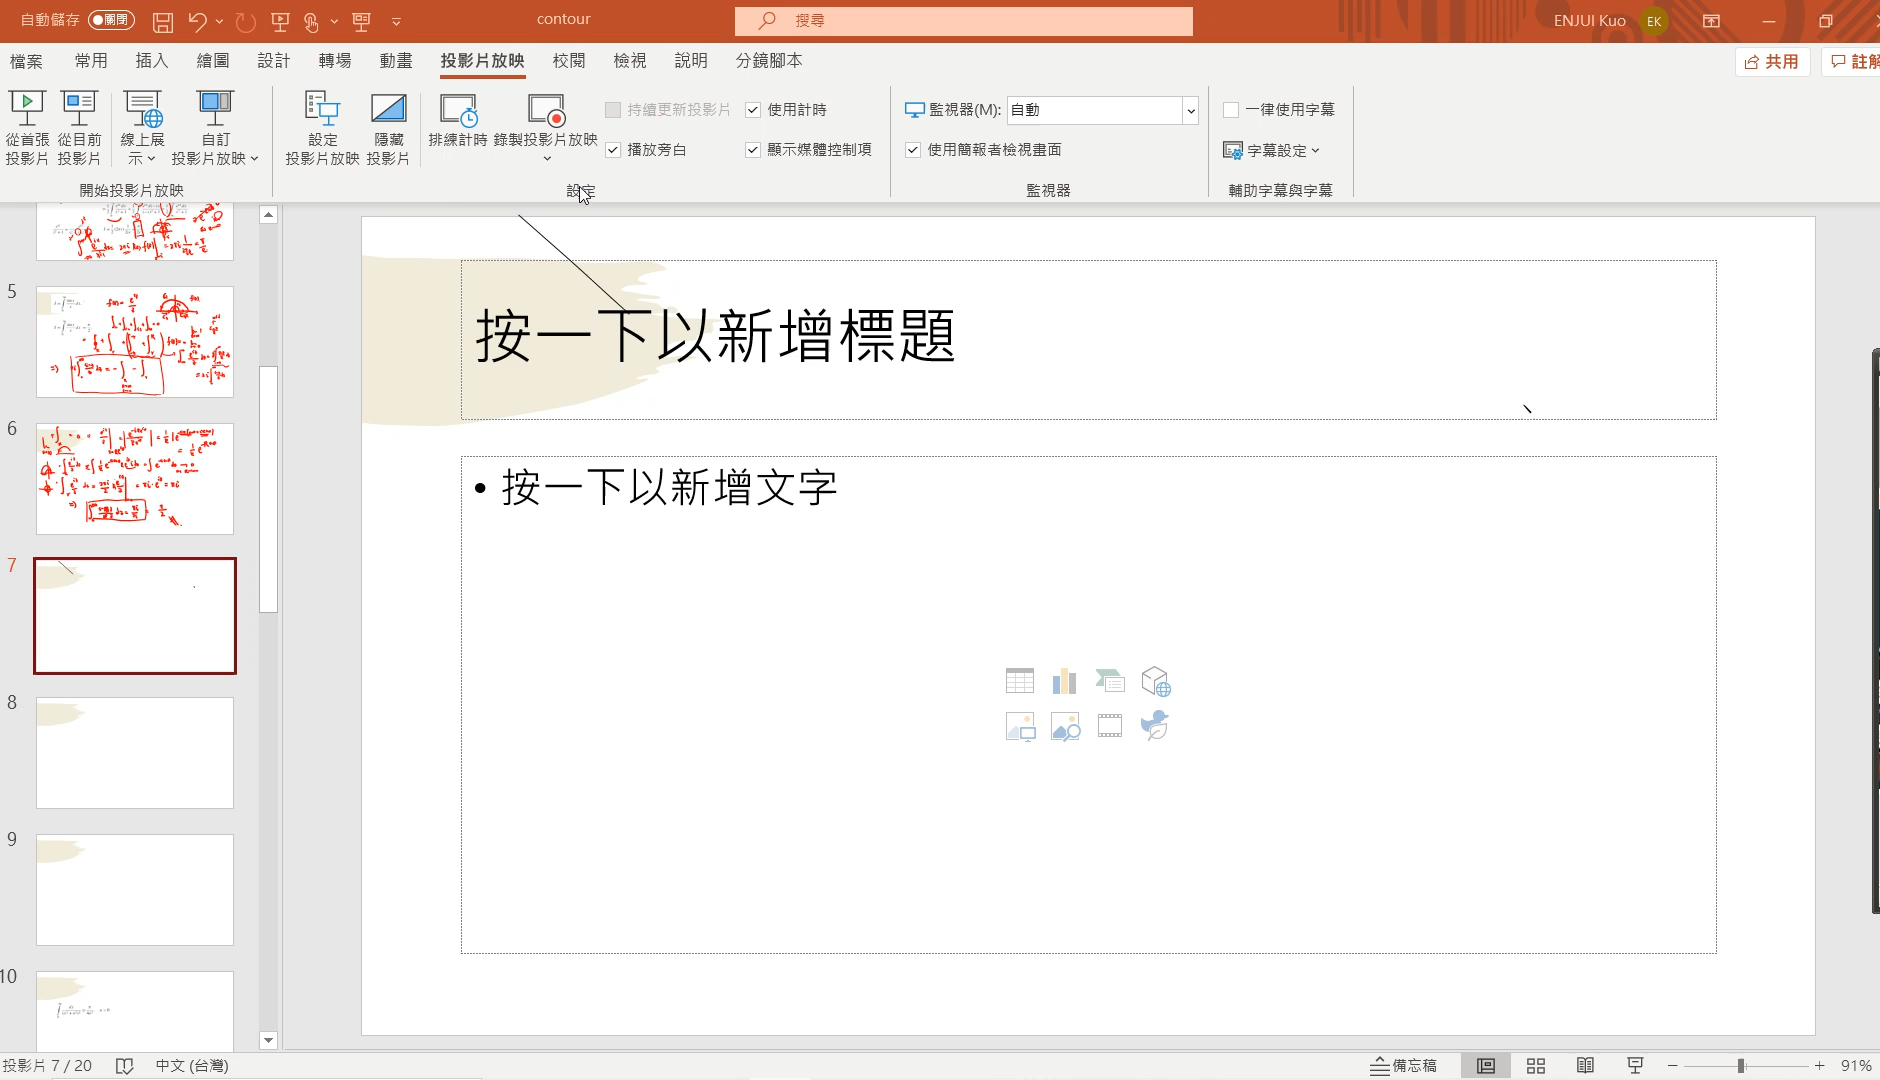 自動儲存 關閉 contour 搜尋 ENJUI Kuo EK
檔案 常用 插入 繪圖 設計 轉場 動畫 投影片放映 校閱 檢視 說明 分鏡腳本 共用 註解
從首張投影片 從目前投影片 線上展示 自訂投影片放映 設定投影片放映 隱藏投影片 排練計時 錄製投影片放映
持續更新投影片 使用計時 監視器(M): 自動 一律使用字幕
播放旁白 顯示媒體控制項 使用簡報者檢視畫面 字幕設定
開始投影片放映 設定 監視器 輔助字幕與字幕
5
6
7
8
9
10
按一下以新增標題
• 按一下以新增文字
投影片 7 / 20 中文 (台灣) 備忘稿 91%